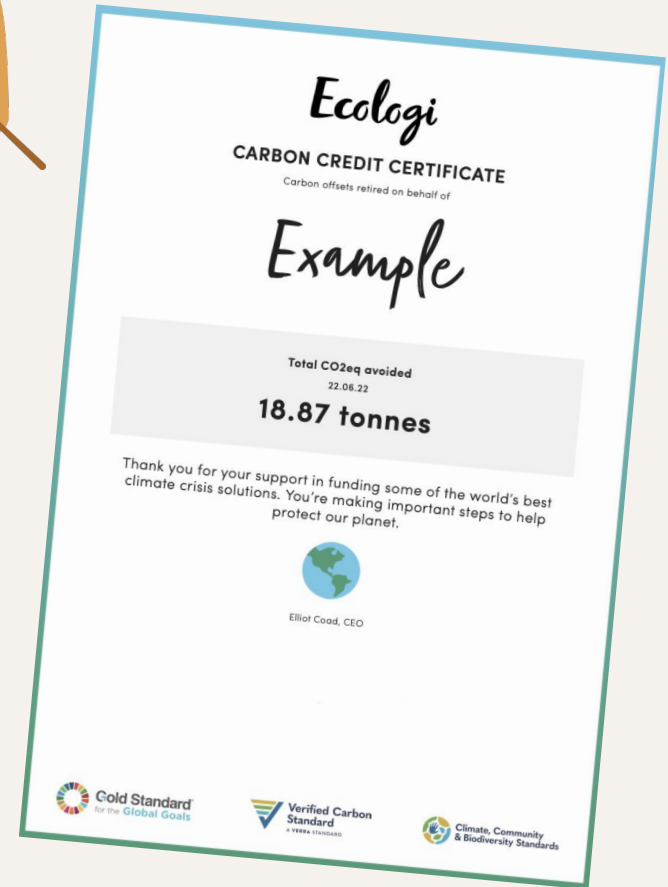 Ecologi
CARBON CREDIT CERTIFICATE
Carbon offsets retired on behalf of
Example
Total CO2eq avoided
22.06.22
18.87 tonnes
Thank you for your support in funding some of the world's best
climate crisis solutions. You're making important steps to help
protect our planet.
Elliot Coad, CEO
Gold Standard
for the Global Goals
Verified Carbon
Standard
A VERRA STANDARD
Climate, Community
& Biodiversity Standards